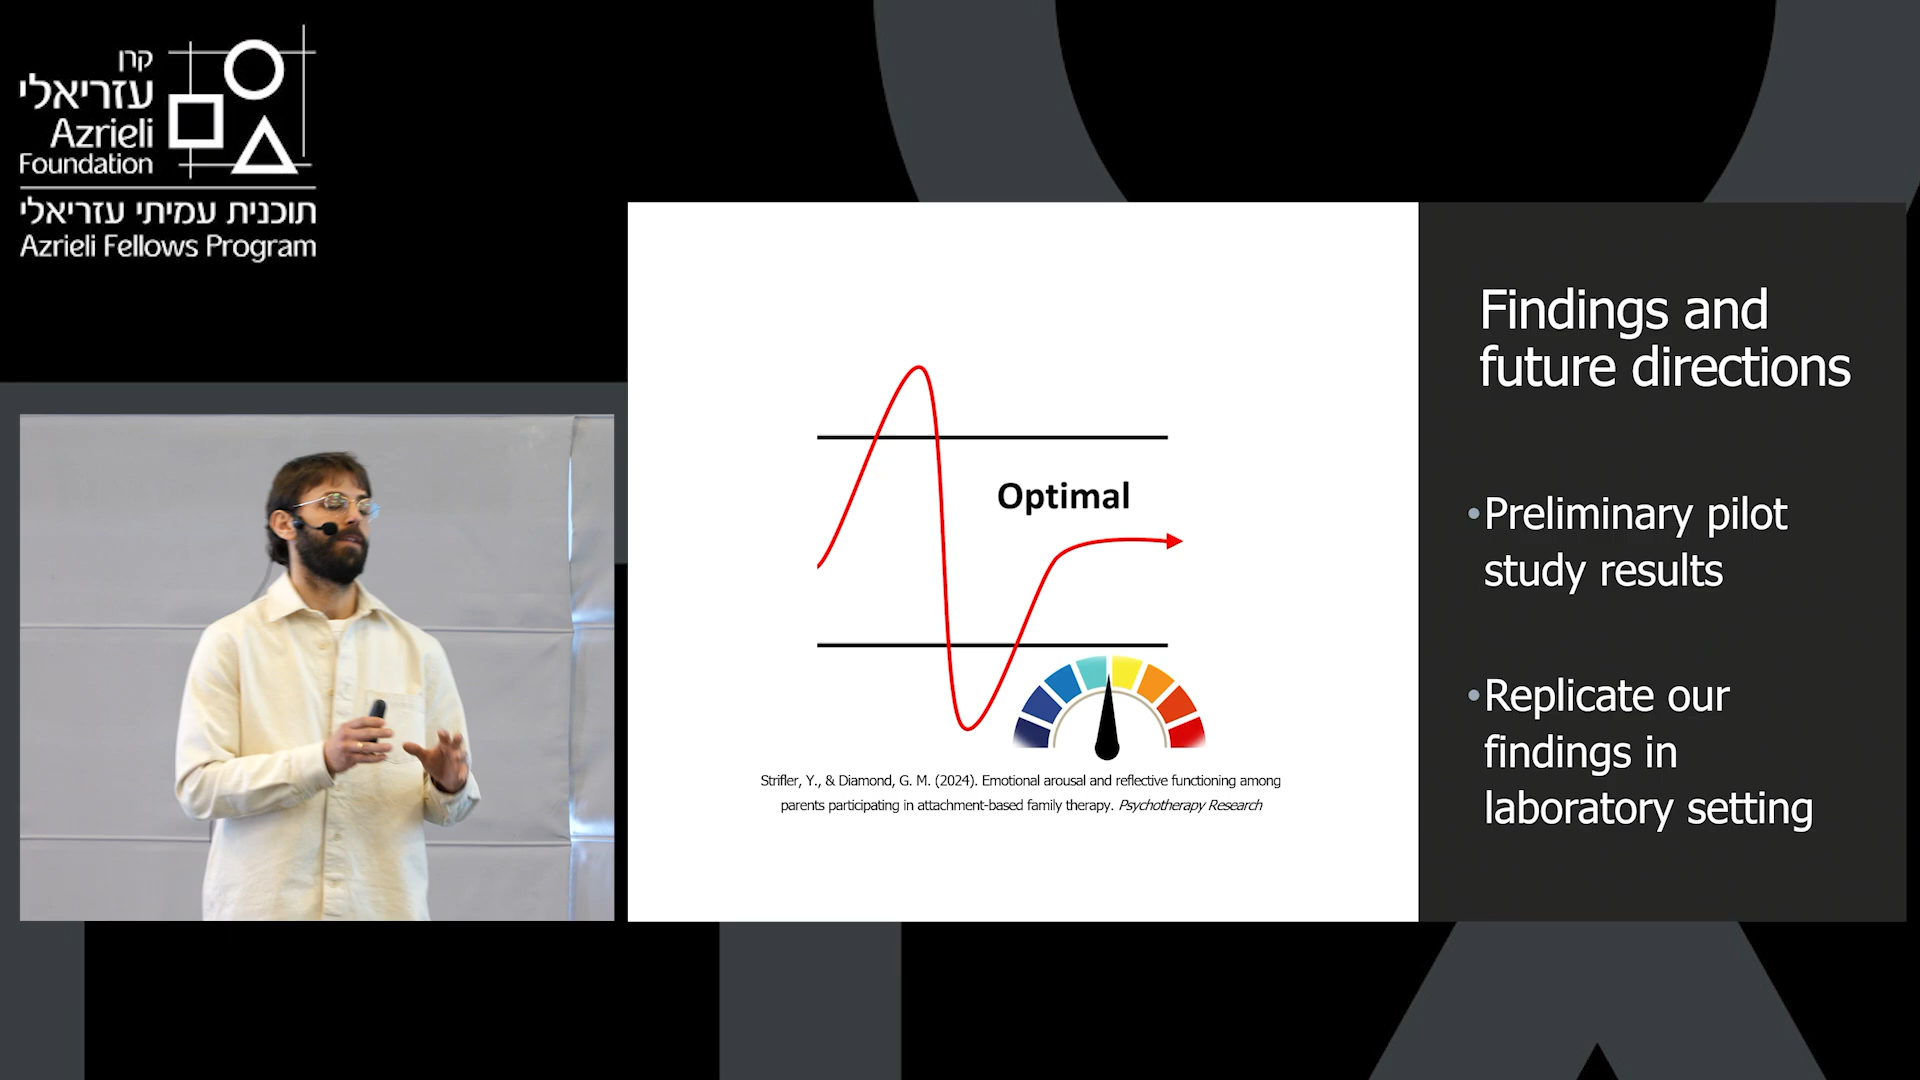 קרן
עזריאלי
Azrieli
Foundation
תוכנית עמיתי עזריאלי
Azrieli Fellows Program
Optimal
Strifler, Y., & Diamond, G. M. (2024). Emotional arousal and reflective functioning among
parents participating in attachment-based family therapy. Psychotherapy Research
Findings and
future directions
•Preliminary pilot
study results
•Replicate our
findings in
laboratory setting